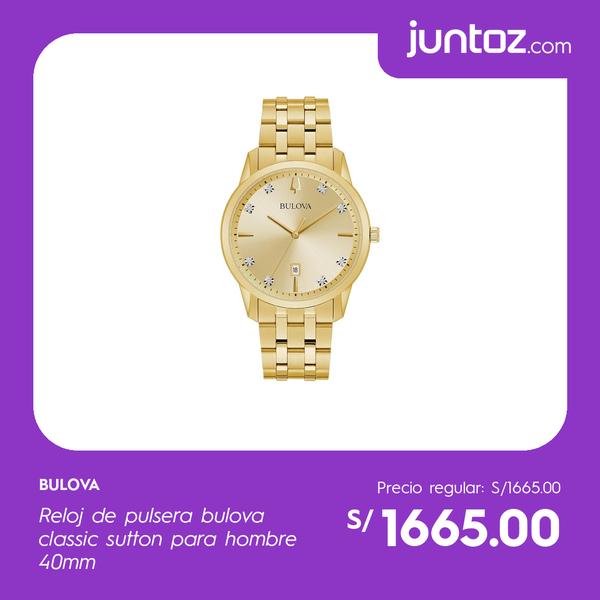 juntoz.com
BULOVA
18
BULOVA
Precio regular: S/1665.00
Reloj de pulsera bulova
classic sutton para hombre
40mm
S/1665.00